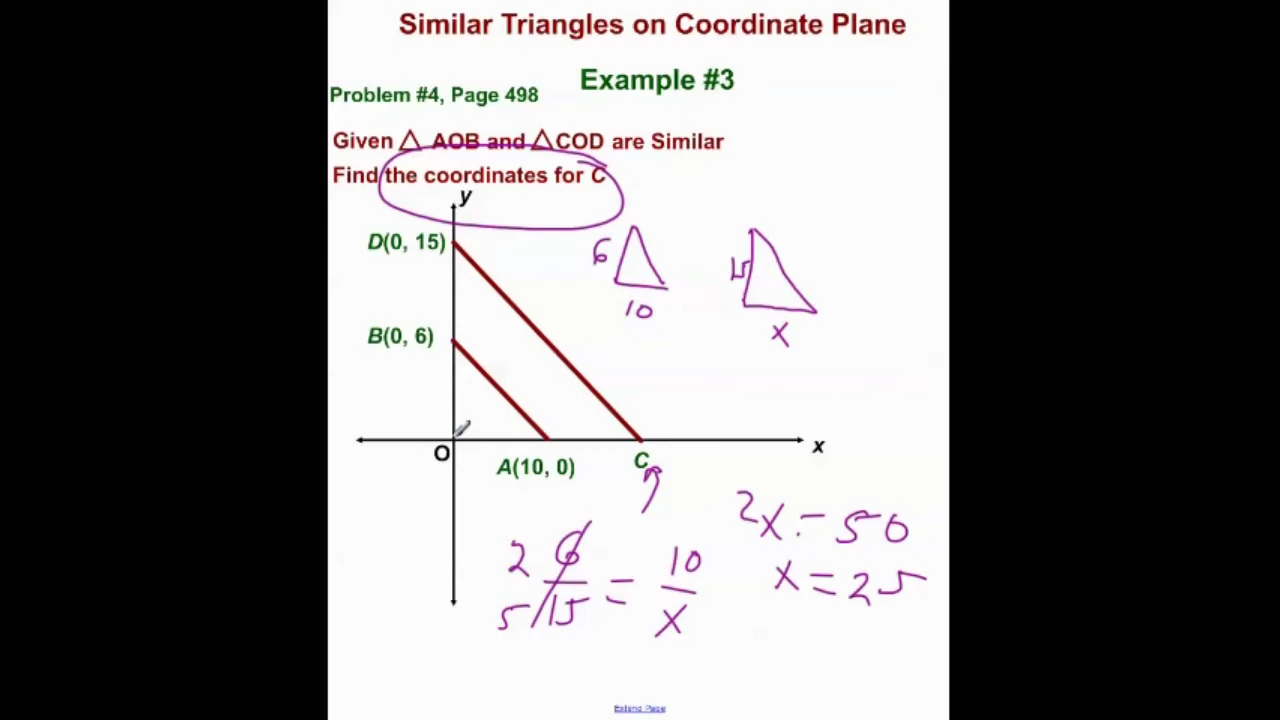 Similar Triangles on Coordinate Plane
Example #3
Problem #4, Page 498
Given △ AOB and △COD are Similar
Find the coordinates for C
y
D(0, 15)
6
15
10
x
B(0, 6)
O
x
A(10, 0)
C
2x = 50
x = 25
2 6 = 10
5 15 x
Extend Page